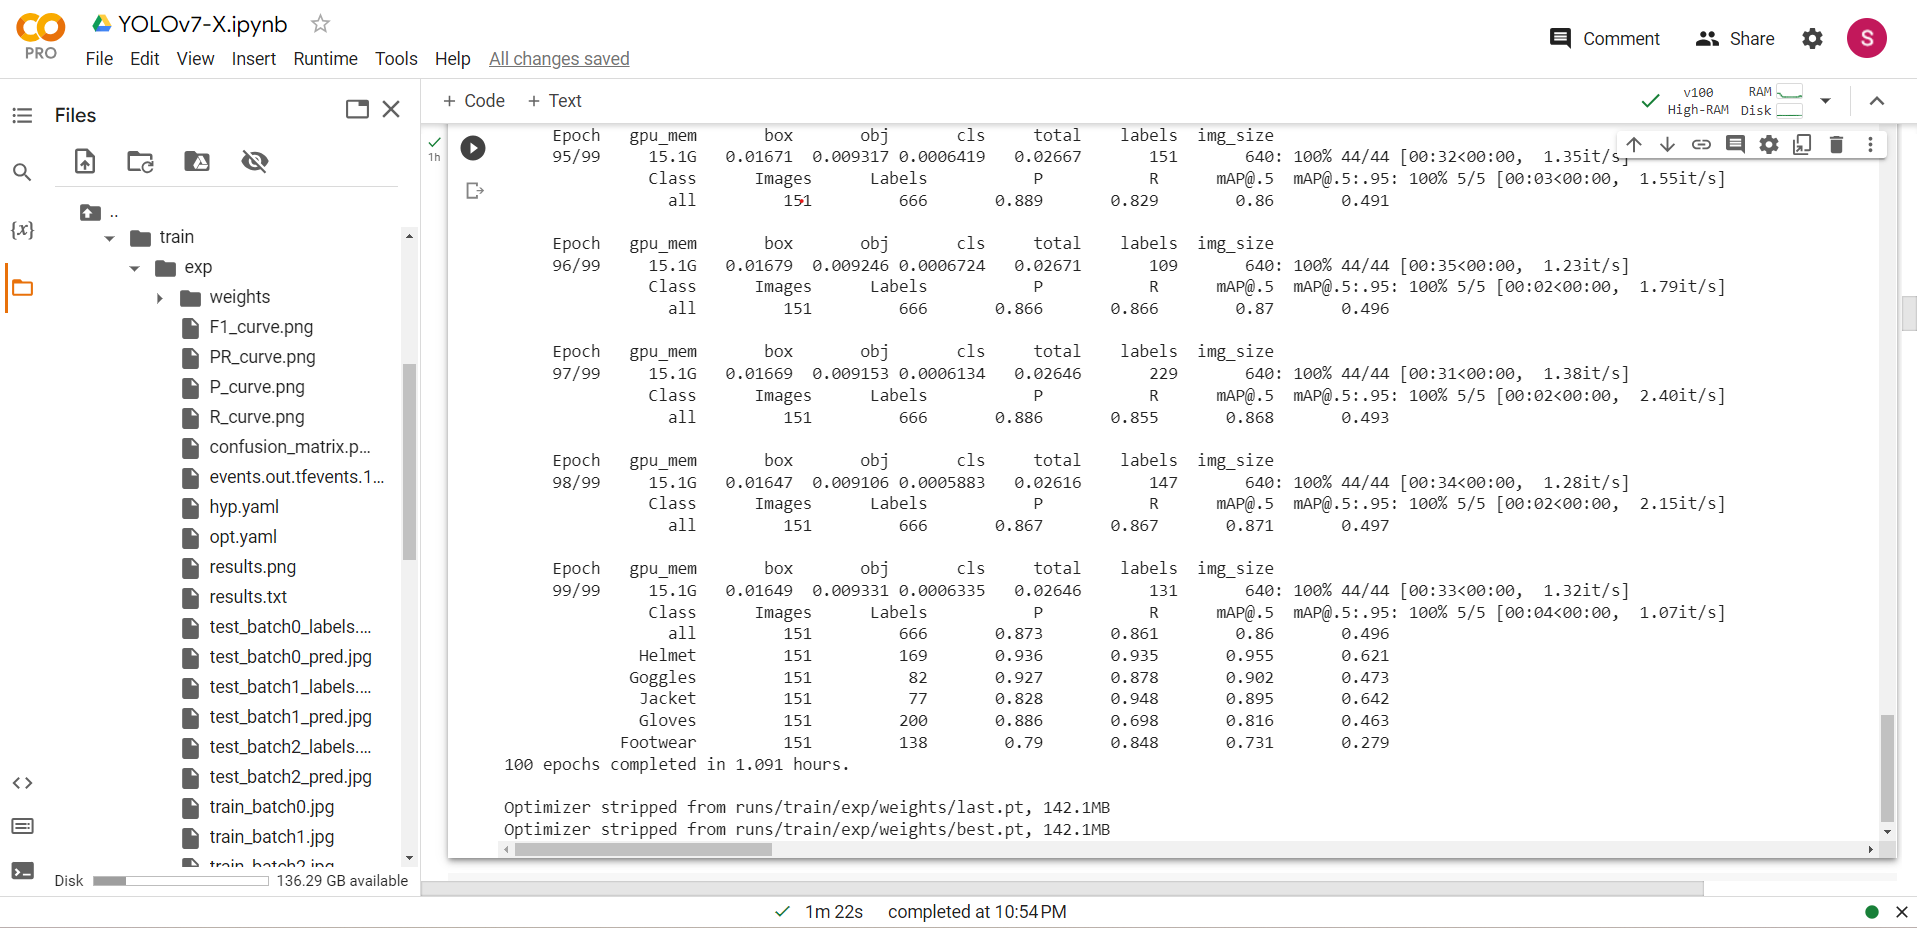 PRO
YOLOv7-X.ipynb
File Edit View Insert Runtime Tools Help All changes saved
Comment Share S
Files
+ Code + Text
v100 RAM
High-RAM Disk
..
train
exp
weights
F1_curve.png
PR_curve.png
P_curve.png
R_curve.png
confusion_matrix.p...
events.out.tfevents.1...
hyp.yaml
opt.yaml
results.png
results.txt
test_batch0_labels....
test_batch0_pred.jpg
test_batch1_labels....
test_batch1_pred.jpg
test_batch2_labels....
test_batch2_pred.jpg
train_batch0.jpg
train_batch1.jpg
train_batch2.jpg
Disk 136.29 GB available
{x}
1h
Epoch gpu_mem box obj cls total labels img_size
95/99 15.1G 0.01671 0.009317 0.0006419 0.02667 151 640: 100% 44/44 [00:32<00:00, 1.35it/s]
Class Images Labels P R mAP@.5 mAP@.5:.95: 100% 5/5 [00:03<00:00, 1.55it/s]
all 151 666 0.889 0.829 0.86 0.491
Epoch gpu_mem box obj cls total labels img_size
96/99 15.1G 0.01679 0.009246 0.0006724 0.02671 109 640: 100% 44/44 [00:35<00:00, 1.23it/s]
Class Images Labels P R mAP@.5 mAP@.5:.95: 100% 5/5 [00:02<00:00, 1.79it/s]
all 151 666 0.866 0.866 0.87 0.496
Epoch gpu_mem box obj cls total labels img_size
97/99 15.1G 0.01669 0.009153 0.0006134 0.02646 229 640: 100% 44/44 [00:31<00:00, 1.38it/s]
Class Images Labels P R mAP@.5 mAP@.5:.95: 100% 5/5 [00:02<00:00, 2.40it/s]
all 151 666 0.886 0.855 0.868 0.493
Epoch gpu_mem box obj cls total labels img_size
98/99 15.1G 0.01647 0.009106 0.0005883 0.02616 147 640: 100% 44/44 [00:34<00:00, 1.28it/s]
Class Images Labels P R mAP@.5 mAP@.5:.95: 100% 5/5 [00:02<00:00, 2.15it/s]
all 151 666 0.867 0.867 0.871 0.497
Epoch gpu_mem box obj cls total labels img_size
99/99 15.1G 0.01649 0.009331 0.0006335 0.02646 131 640: 100% 44/44 [00:33<00:00, 1.32it/s]
Class Images Labels P R mAP@.5 mAP@.5:.95: 100% 5/5 [00:04<00:00, 1.07it/s]
all 151 666 0.873 0.861 0.86 0.496
Helmet 151 169 0.936 0.935 0.955 0.621
Goggles 151 82 0.927 0.878 0.902 0.473
Jacket 151 77 0.828 0.948 0.895 0.642
Gloves 151 200 0.886 0.698 0.816 0.463
Footwear 151 138 0.79 0.848 0.731 0.279
100 epochs completed in 1.091 hours.
Optimizer stripped from runs/train/exp/weights/last.pt, 142.1MB
Optimizer stripped from runs/train/exp/weights/best.pt, 142.1MB
1m 22s completed at 10:54 PM